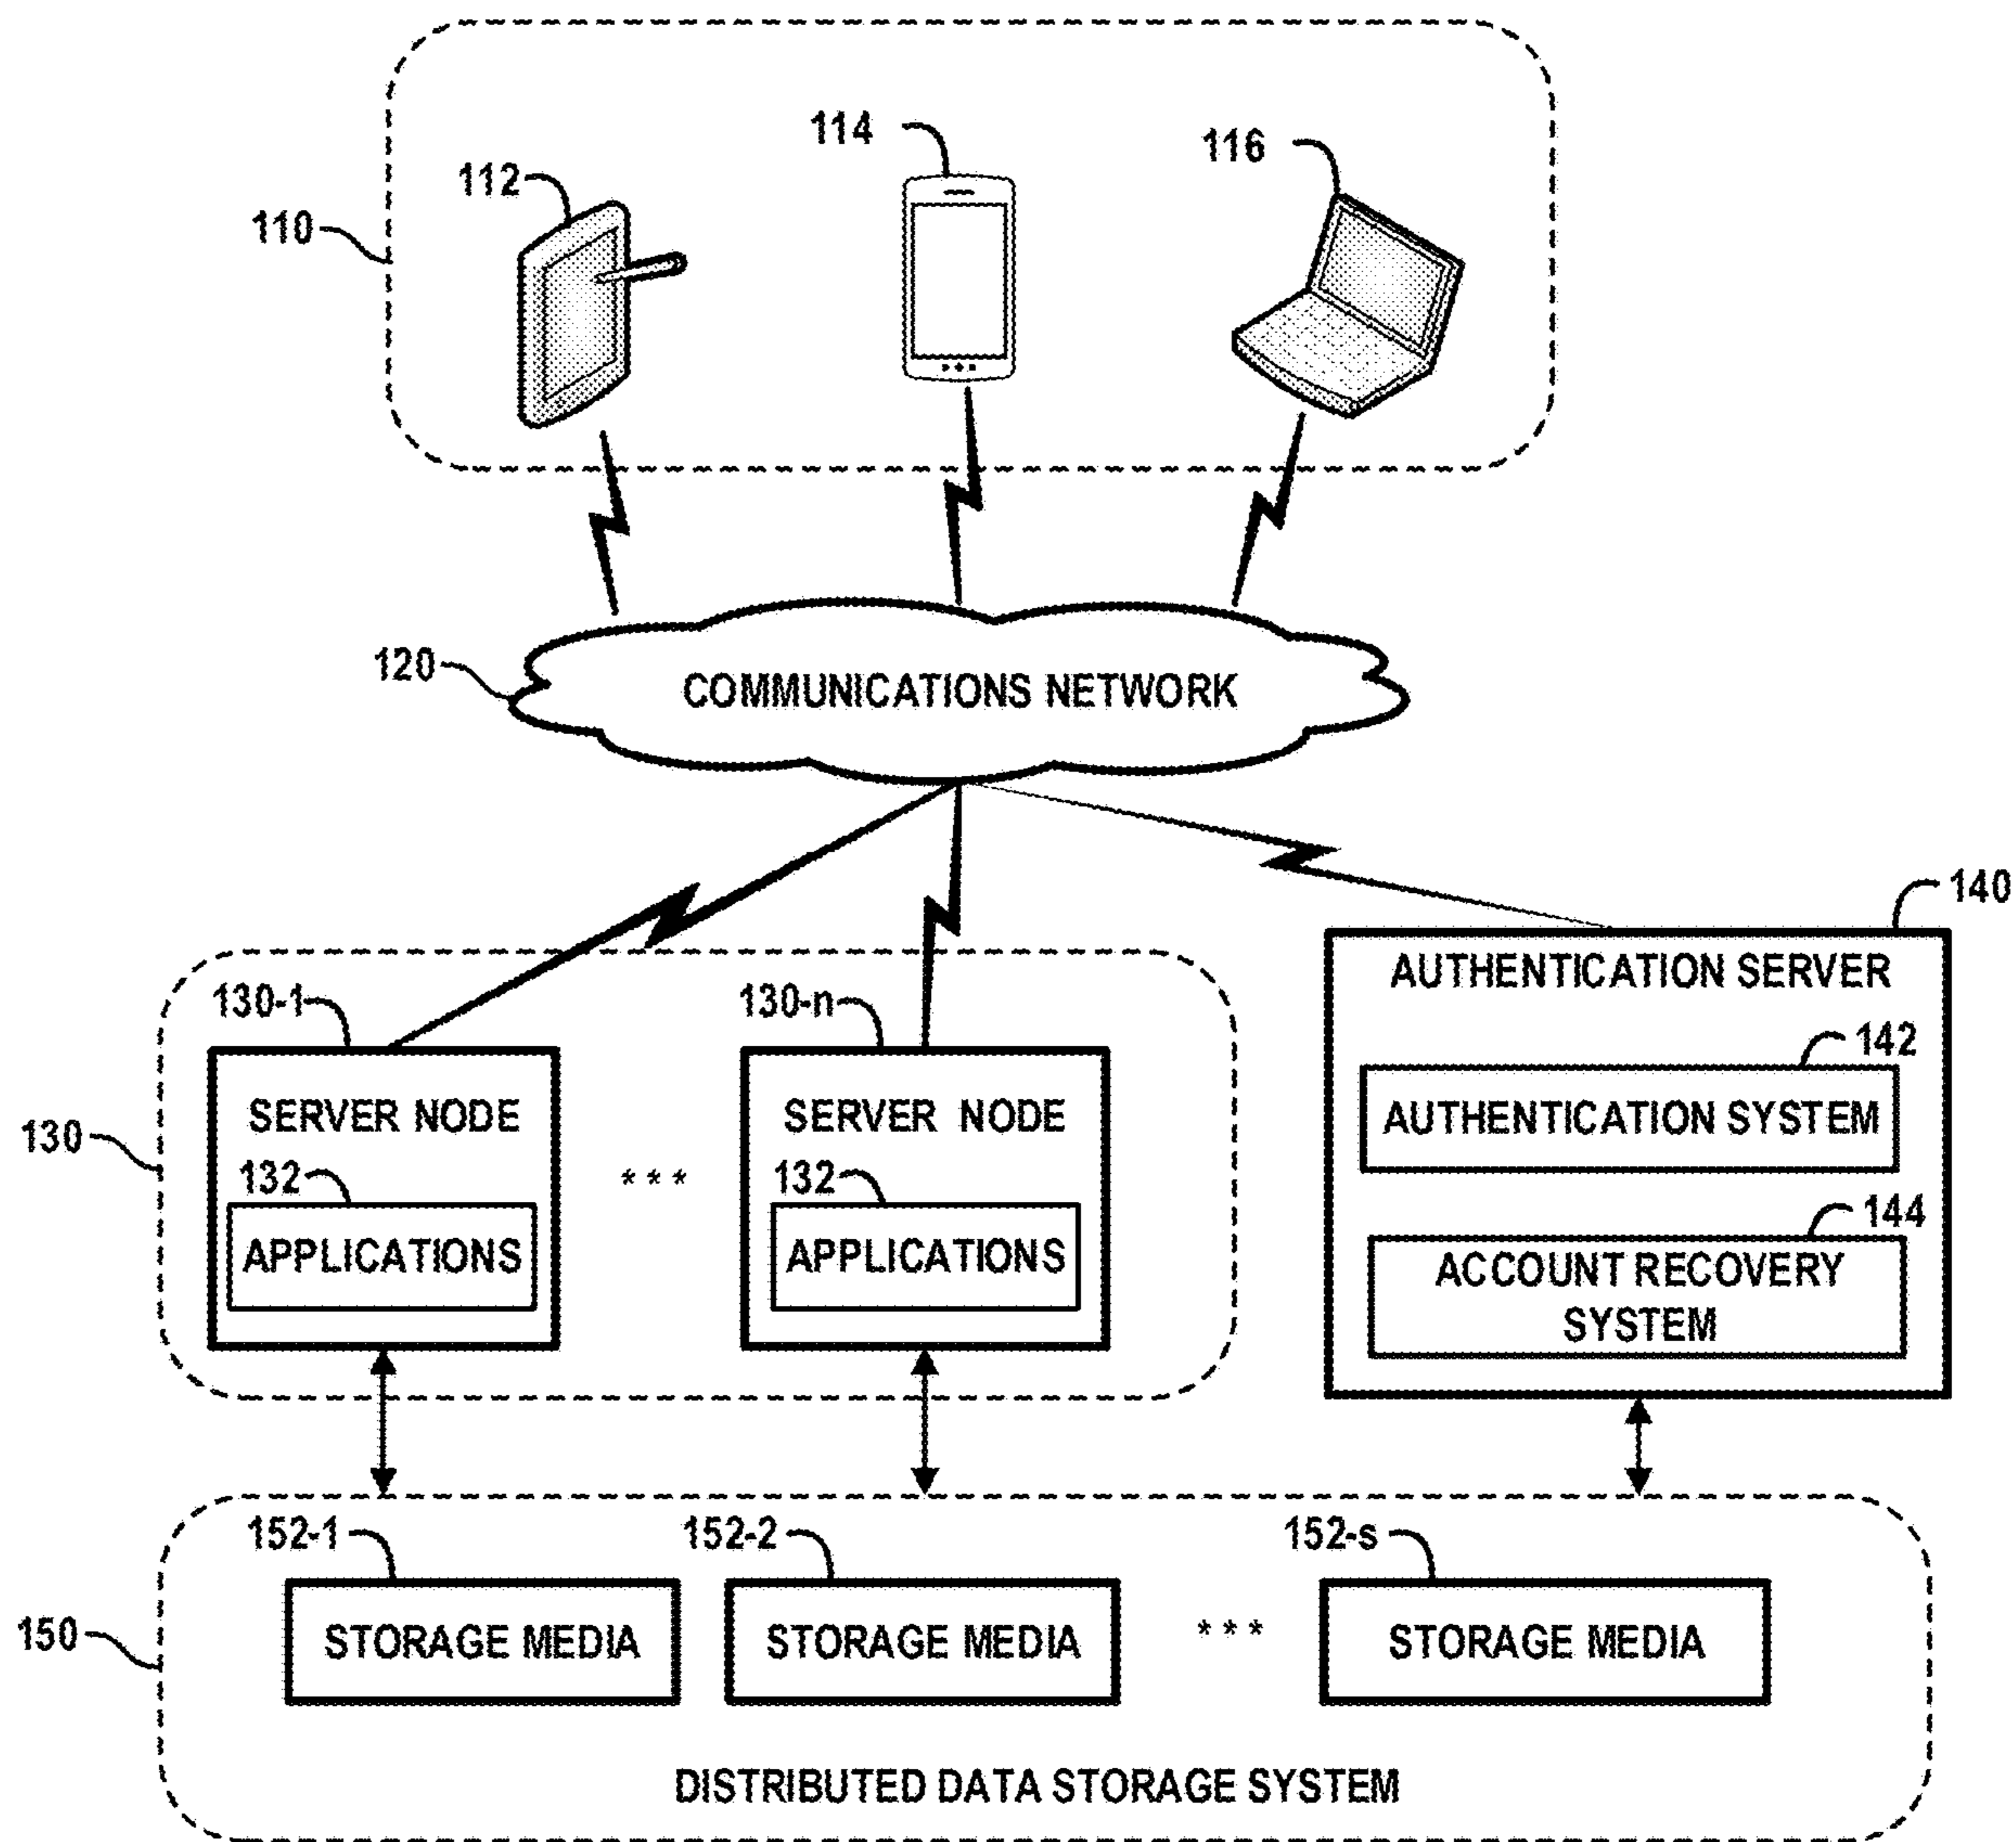 114
116
112
110
120
COMMUNICATIONS NETWORK
140
AUTHENTICATION SERVER
130-1
130-n
142
SERVER NODE
SERVER NODE
AUTHENTICATION SYSTEM
130
132
* * *
132
144
APPLICATIONS
APPLICATIONS
ACCOUNT RECOVERY
SYSTEM
152-1
152-2
152-s
150
STORAGE MEDIA
STORAGE MEDIA
* * *
STORAGE MEDIA
DISTRIBUTED DATA STORAGE SYSTEM